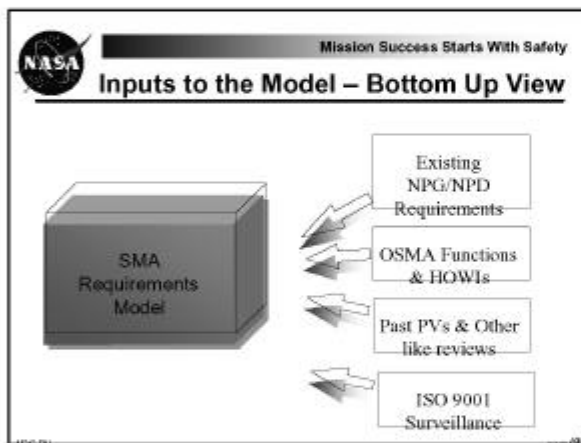 NASA
Mission Success Starts With Safety
Inputs to the Model – Bottom Up View
SMA
Requirements
Model
Existing
NPG/NPD
Requirements
OSMA Functions
& HOWIs
Past PVs & Other
like reviews
ISO 9001
Surveillance